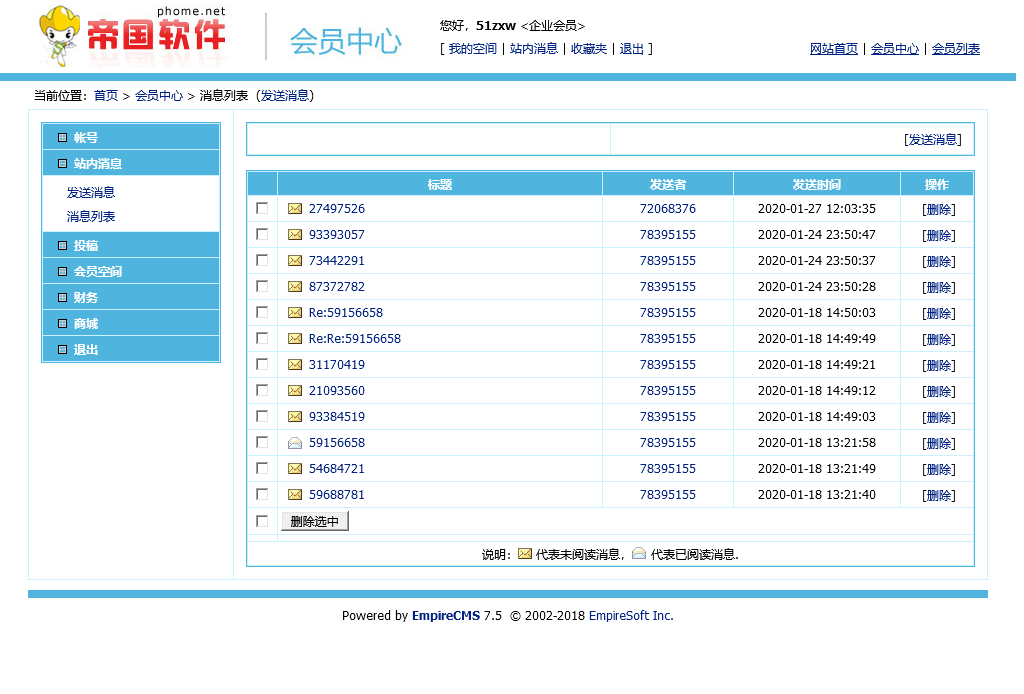 phome.net
帝国软件
会员中心
您好，51zxw <企业会员>
[ 我的空间 | 站内消息 | 收藏夹 | 退出 ]
网站首页 | 会员中心 | 会员列表
当前位置：首页 > 会员中心 > 消息列表 (发送消息)
帐号
站内消息
发送消息
消息列表
投稿
会员空间
财务
商城
退出
[发送消息]
标题 发送者 发送时间 操作
27497526 72068376 2020-01-27 12:03:35 [删除]
93393057 78395155 2020-01-24 23:50:47 [删除]
73442291 78395155 2020-01-24 23:50:37 [删除]
87372782 78395155 2020-01-24 23:50:28 [删除]
Re:59156658 78395155 2020-01-18 14:50:03 [删除]
Re:Re:59156658 78395155 2020-01-18 14:49:49 [删除]
31170419 78395155 2020-01-18 14:49:21 [删除]
21093560 78395155 2020-01-18 14:49:12 [删除]
93384519 78395155 2020-01-18 14:49:03 [删除]
59156658 78395155 2020-01-18 13:21:58 [删除]
54684721 78395155 2020-01-18 13:21:49 [删除]
59688781 78395155 2020-01-18 13:21:40 [删除]
删除选中
说明： 代表未阅读消息， 代表已阅读消息.
Powered by EmpireCMS 7.5 © 2002-2018 EmpireSoft Inc.